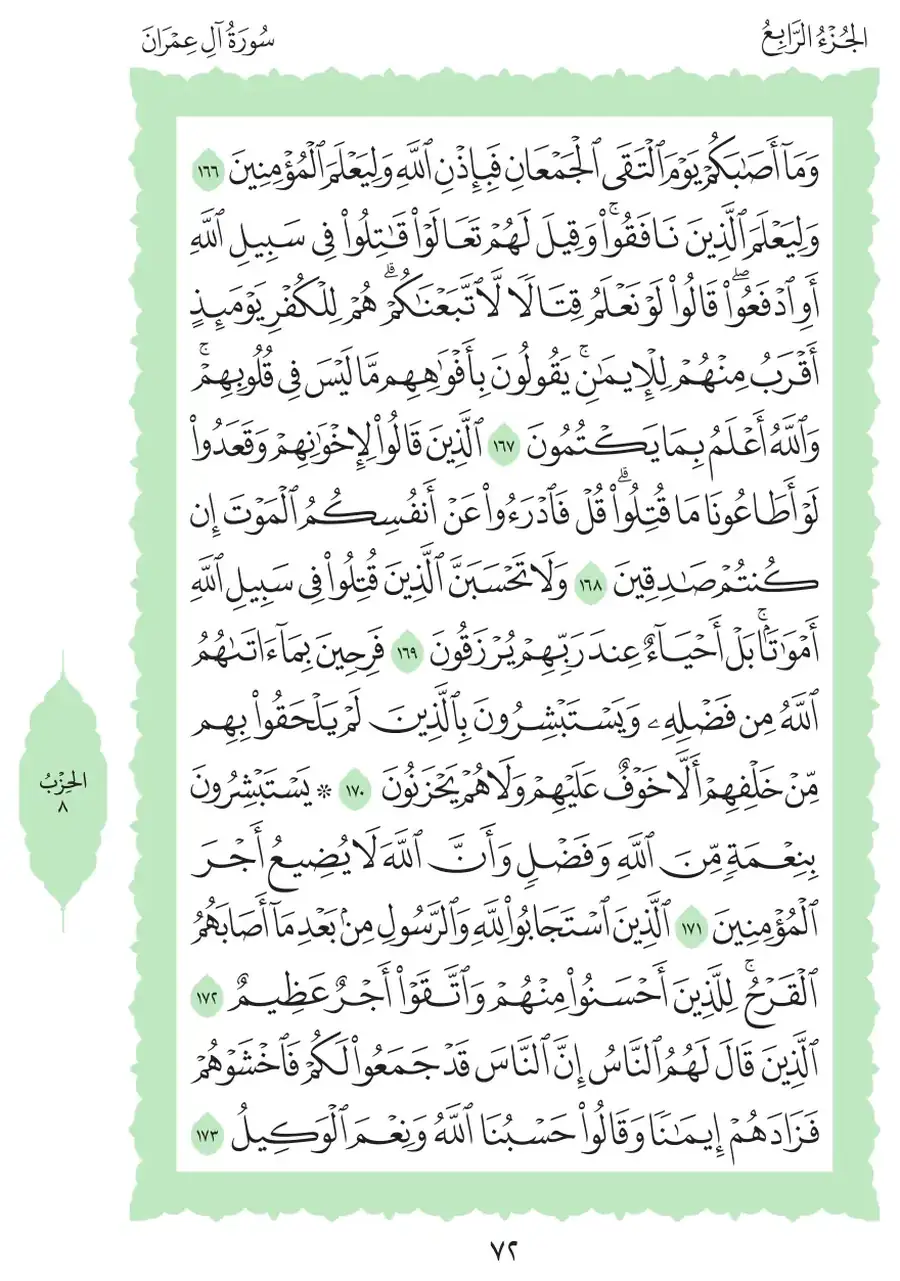 الجُزْءُ الرَّابِعُ
سُورَةُ آلِ عِمْرَانَ
وَمَآ أَصَٰبَكُمْ يَوْمَ ٱلْتَقَى ٱلْجَمْعَانِ فَبِإِذْنِ ٱللَّهِ وَلِيَعْلَمَ ٱلْمُؤْمِنِينَ ١٦٦
وَلِيَعْلَمَ ٱلَّذِينَ نَافَقُوا۟ۚ وَقِيلَ لَهُمْ تَعَالَوْا۟ قَٰتِلُوا۟ فِى سَبِيلِ ٱللَّهِ
أَوِ ٱدْفَعُوا۟ۖ قَالُوا۟ لَوْ نَعْلَمُ قِتَالًا لَّٱتَّبَعْنَٰكُمْۗ هُمْ لِلْكُفْرِ يَوْمَئِذٍ
أَقْرَبُ مِنْهُمْ لِلْإِيمَٰنِۚ يَقُولُونَ بِأَفْوَٰهِهِم مَّا لَيْسَ فِى قُلُوبِهِمْۚ
وَٱللَّهُ أَعْلَمُ بِمَا يَكْتُمُونَ ١٦٧ ٱلَّذِينَ قَالُوا۟ لِإِخْوَٰنِهِمْ وَقَعَدُوا۟
لَوْ أَطَاعُونَا مَا قُتِلُوا۟ۗ قُلْ فَٱدْرَءُوا۟ عَنْ أَنفُسِكُمُ ٱلْمَوْتَ إِن
كُنتُمْ صَٰدِقِينَ ١٦٨ وَلَا تَحْسَبَنَّ ٱلَّذِينَ قُتِلُوا۟ فِى سَبِيلِ ٱللَّهِ
أَمْوَٰتًۢاۚ بَلْ أَحْيَآءٌ عِندَ رَبِّهِمْ يُرْزَقُونَ ١٦٩ فَرِحِينَ بِمَآ ءَاتَىٰهُمُ
ٱللَّهُ مِن فَضْلِهِۦ وَيَسْتَبْشِرُونَ بِٱلَّذِينَ لَمْ يَلْحَقُوا۟ بِهِم
مِّنْ خَلْفِهِمْ أَلَّا خَوْفٌ عَلَيْهِمْ وَلَا هُمْ يَحْزَنُونَ ١٧٠ ۞ يَسْتَبْشِرُونَ
بِنِعْمَةٍ مِّنَ ٱللَّهِ وَفَضْلٍ وَأَنَّ ٱللَّهَ لَا يُضِيعُ أَجْرَ
ٱلْمُؤْمِنِينَ ١٧١ ٱلَّذِينَ ٱسْتَجَابُوا۟ لِلَّهِ وَٱلرَّسُولِ مِنۢ بَعْدِ مَآ أَصَابَهُمُ
ٱلْقَرْحُۚ لِلَّذِينَ أَحْسَنُوا۟ مِنْهُمْ وَٱتَّقَوْا۟ أَجْرٌ عَظِيمٌ ١٧٢
ٱلَّذِينَ قَالَ لَهُمُ ٱلنَّاسُ إِنَّ ٱلنَّاسَ قَدْ جَمَعُوا۟ لَكُمْ فَٱخْشَوْهُمْ
فَزَادَهُمْ إِيمَٰنًا وَقَالُوا۟ حَسْبُنَا ٱللَّهُ وَنِعْمَ ٱلْوَكِيلُ ١٧٣
الحِزْبُ
٨
٧٢